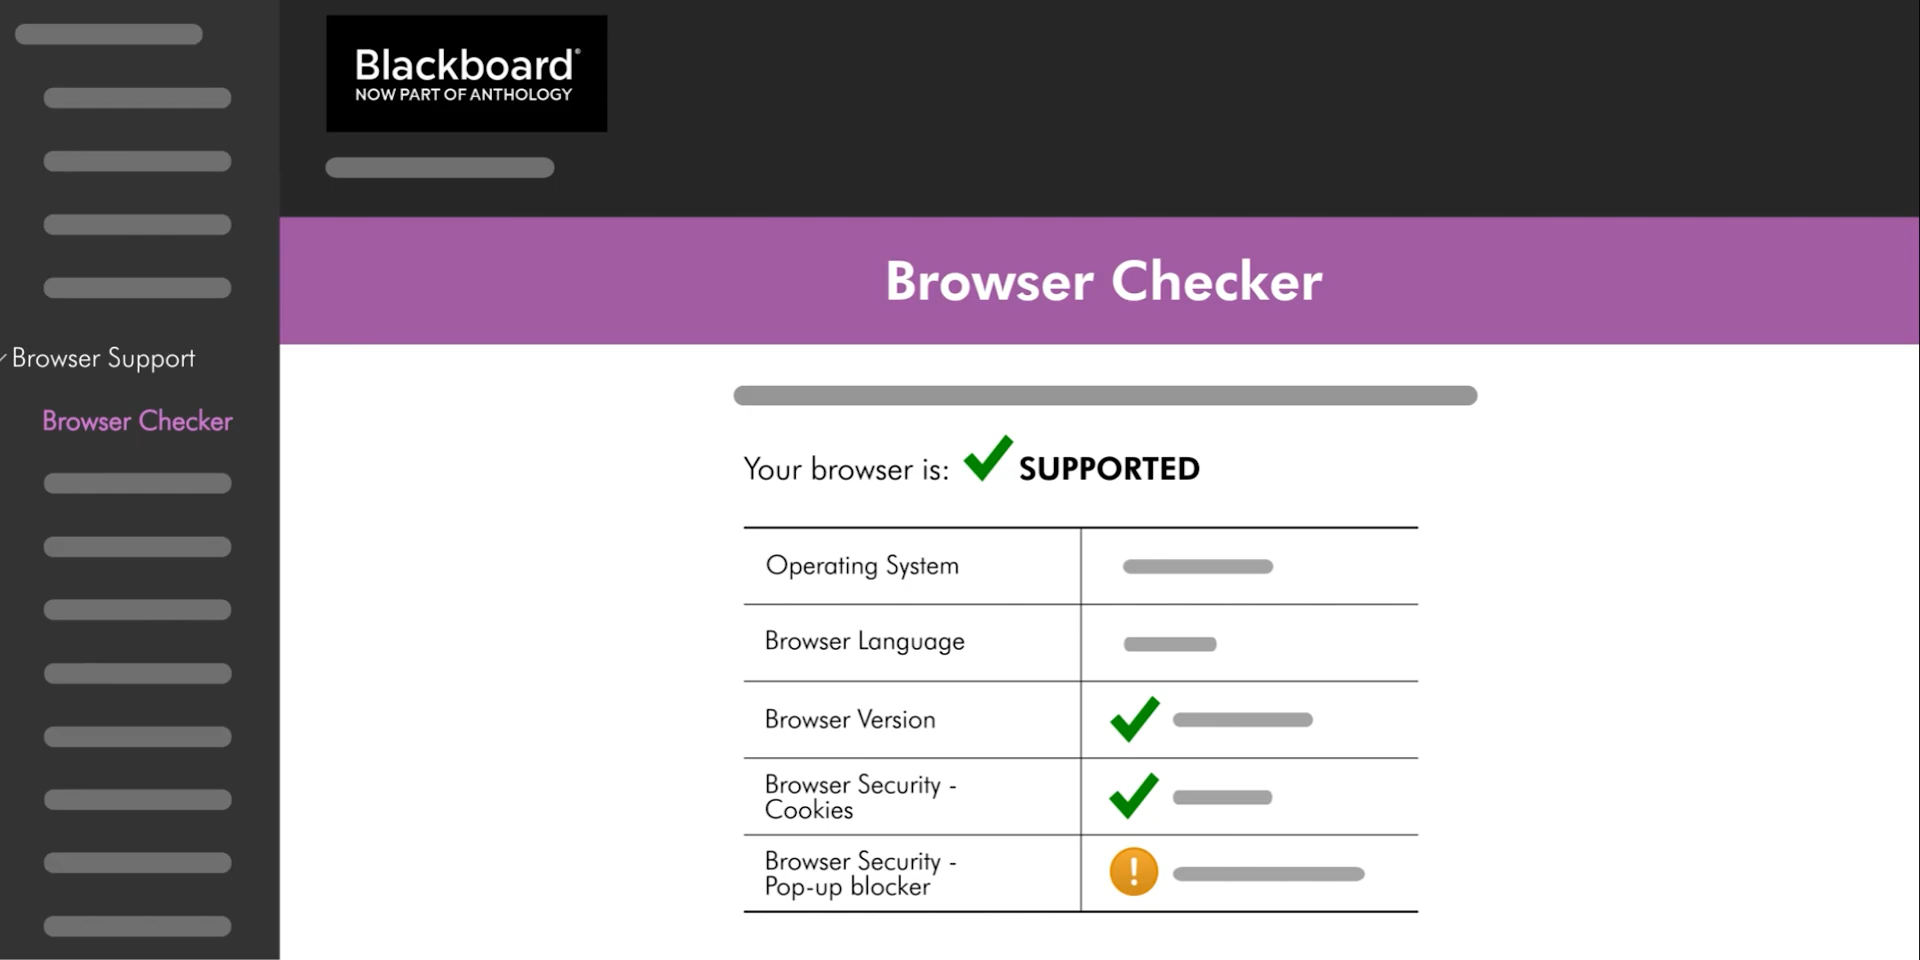 Blackboard®
NOW PART OF ANTHOLOGY
Browser Checker
Browser Support
Browser Checker
Your browser is: SUPPORTED
Operating System
Browser Language
Browser Version
Browser Security -
Cookies
Browser Security -
Pop-up blocker